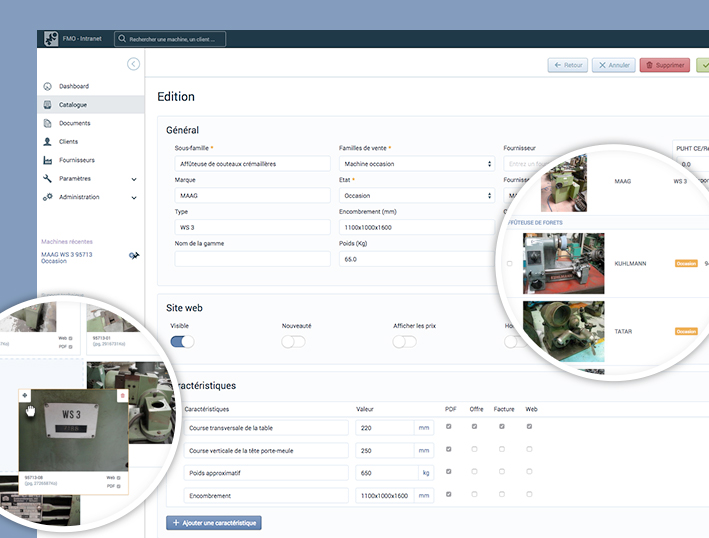 FMO - Intranet
Rechercher une machine, un client ...
Retour
Annuler
Supprimer
Dashboard
Catalogue
Documents
Clients
Fournisseurs
Paramètres
Administration
Machines récentes
MAAG WS 3 95713
Occasion
Edition
Général
Sous-famille *
Familles de vente *
Fournisseur
PUHT CE/Ré
Affûteuse de couteaux crémaillères
Machine occasion
Entrez un fou
0.0
Marque
Etat *
Fournisse
MAAG
Occasion
MA
Type
Encombrement (mm)
WS 3
1100x1000x1600
Nom de la gamme
Poids (Kg)
65.0
MAAG
WS 3
FFÛTEUSE DE FORETS
KUHLMANN
Occasion
TATAR
Occasion
Site web
Visible
Nouveauté
Afficher les prix
Caractéristiques
Caractéristiques
Valeur
PDF
Offre
Facture
Web
Course transversale de la table
220
mm
Course verticale de la tête porte-meule
250
mm
Poids approximatif
650
kg
Encombrement
1100x1000x1600
mm
+ Ajouter une caractéristique
Web
PDF
95713-01
WS 3
95713-08
Web
PDF